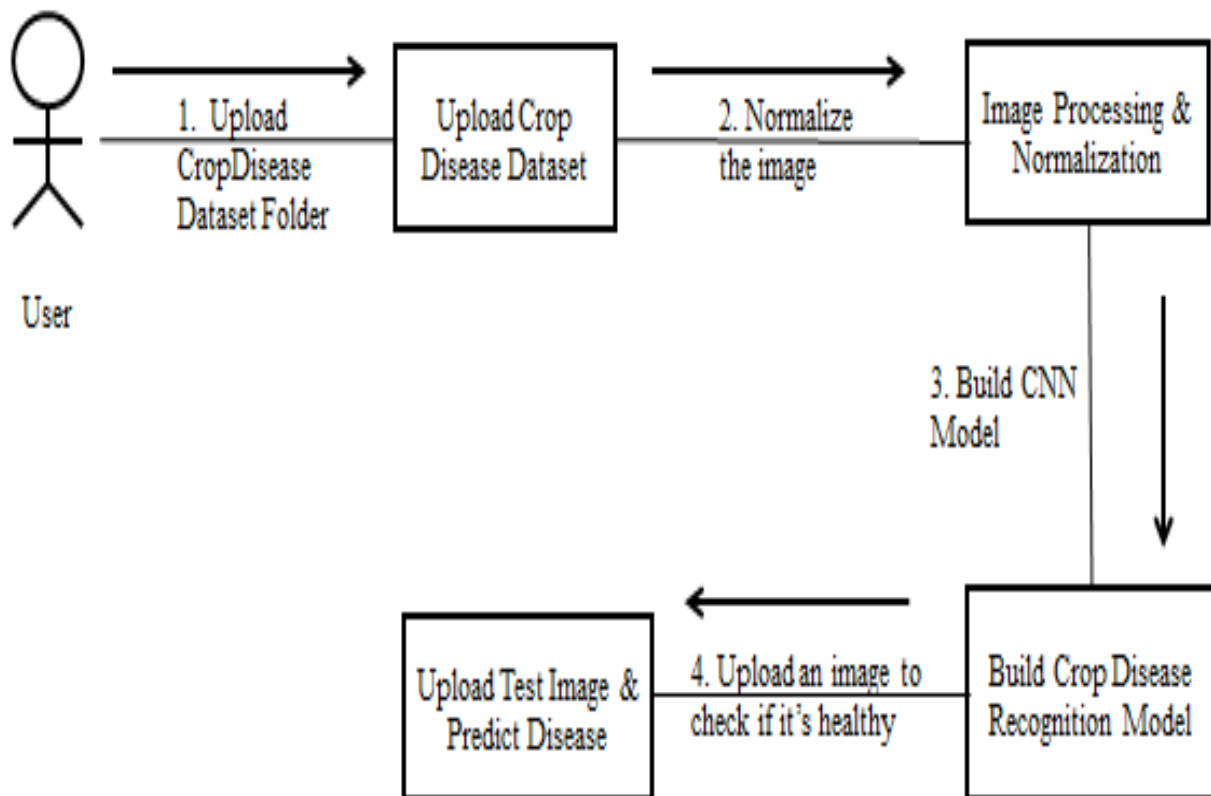 1. Upload
CropDisease
Dataset Folder
Upload Crop
Disease Dataset
2. Normalize
the image
Image Processing &
Normalization
User
3. Build CNN
Model
Upload Test Image &
Predict Disease
4. Upload an image to
check if it's healthy
Build Crop Disease
Recognition Model